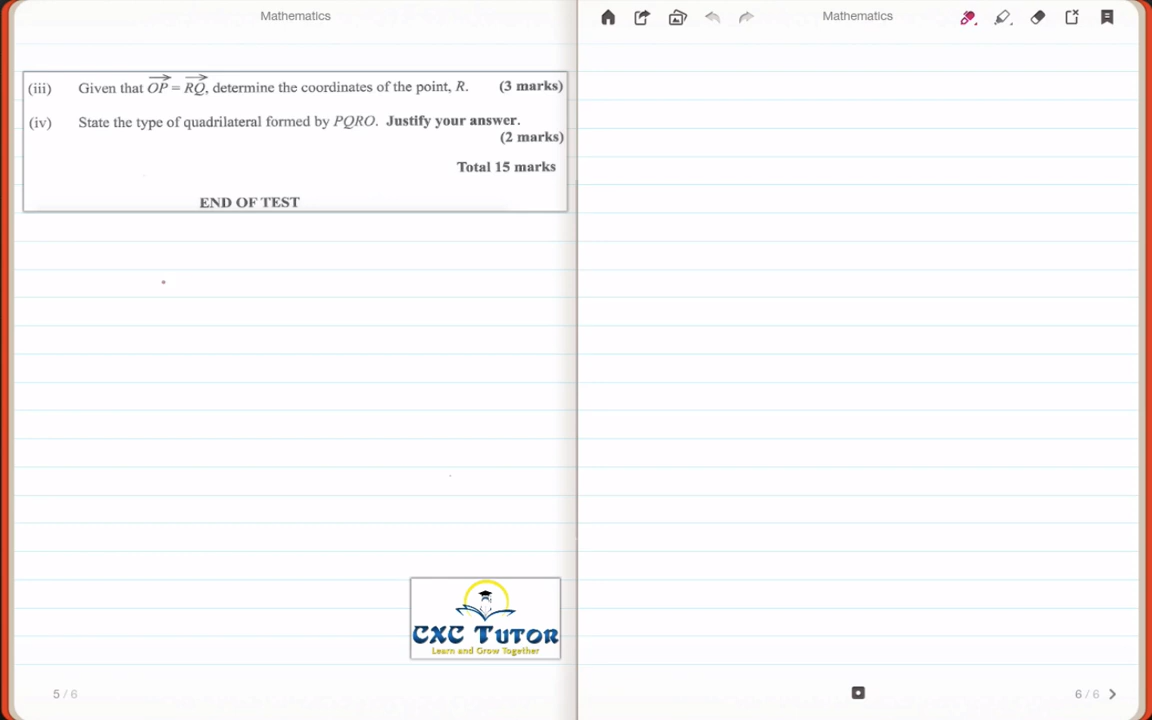 Mathematics
Mathematics
(iii) Given that OP = RQ, determine the coordinates of the point, R. (3 marks)
(iv) State the type of quadrilateral formed by PQRO. Justify your answer.
(2 marks)
Total 15 marks
END OF TEST
CXC TUTOR
Learn and Grow Together
5 / 6
6 / 6